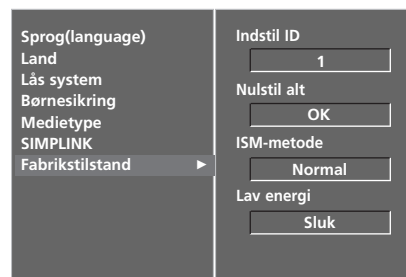 Sprog(language)
Land
Lås system
Børnesikring
Medietype
SIMPLINK
Fabrikstilstand ►
Indstil ID
1
Nulstil alt
OK
ISM-metode
Normal
Lav energi
Sluk